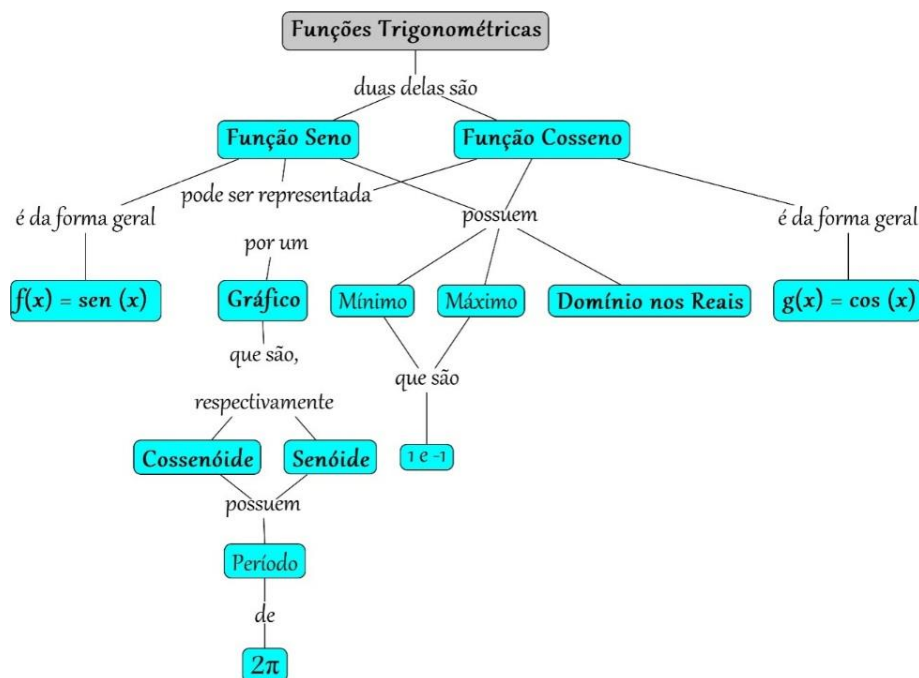 Funções Trigonométricas
duas delas são
Função Seno
Função Cosseno
pode ser representada
é da forma geral
possuem
é da forma geral
por um
f(x) = sen (x)
Gráfico
Mínimo
Máximo
Domínio nos Reais
g(x) = cos (x)
que são,
que são
respectivamente
Cossenóide
Senóide
1 e -1
possuem
Período
de
2π